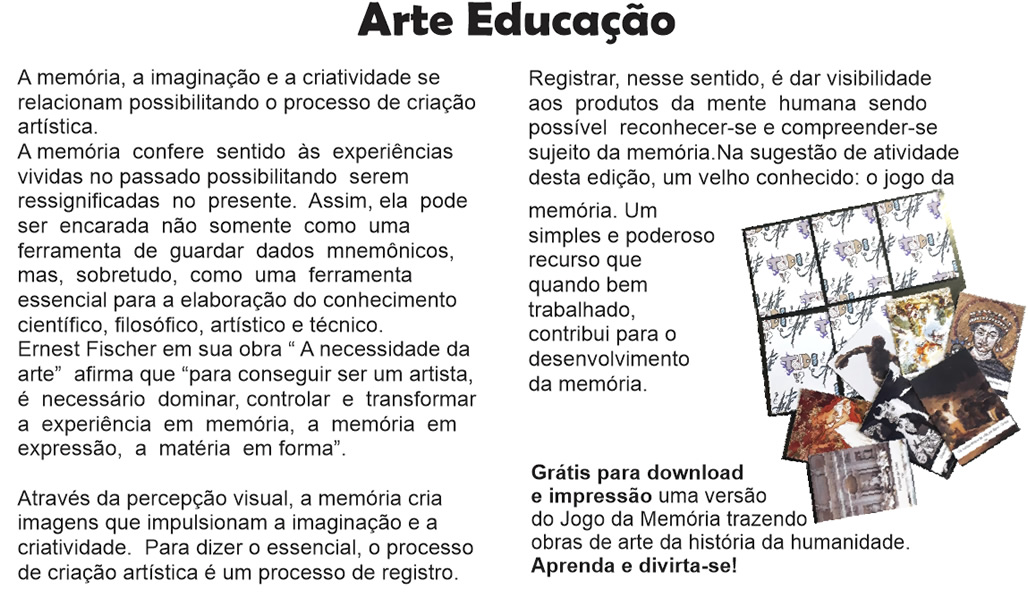 Arte Educação
A memória, a imaginação e a criatividade se
relacionam possibilitando o processo de criação
artística.
A memória confere sentido às experiências
vividas no passado possibilitando serem
ressignificadas no presente. Assim, ela pode
ser encarada não somente como uma
ferramenta de guardar dados mnemônicos,
mas, sobretudo, como uma ferramenta
essencial para a elaboração do conhecimento
científico, filosófico, artístico e técnico.
Ernest Fischer em sua obra “ A necessidade da
arte” afirma que “para conseguir ser um artista,
é necessário dominar, controlar e transformar
a experiência em memória, a memória em
expressão, a matéria em forma”.
Através da percepção visual, a memória cria
imagens que impulsionam a imaginação e a
criatividade. Para dizer o essencial, o processo
de criação artística é um processo de registro.
Registrar, nesse sentido, é dar visibilidade
aos produtos da mente humana sendo
possível reconhecer-se e compreender-se
sujeito da memória.Na sugestão de atividade
desta edição, um velho conhecido: o jogo da
memória. Um
simples e poderoso
recurso que
quando bem
trabalhado,
contribui para o
desenvolvimento
da memória.
Grátis para download
e impressão uma versão
do Jogo da Memória trazendo
obras de arte da história da humanidade.
Aprenda e divirta-se!